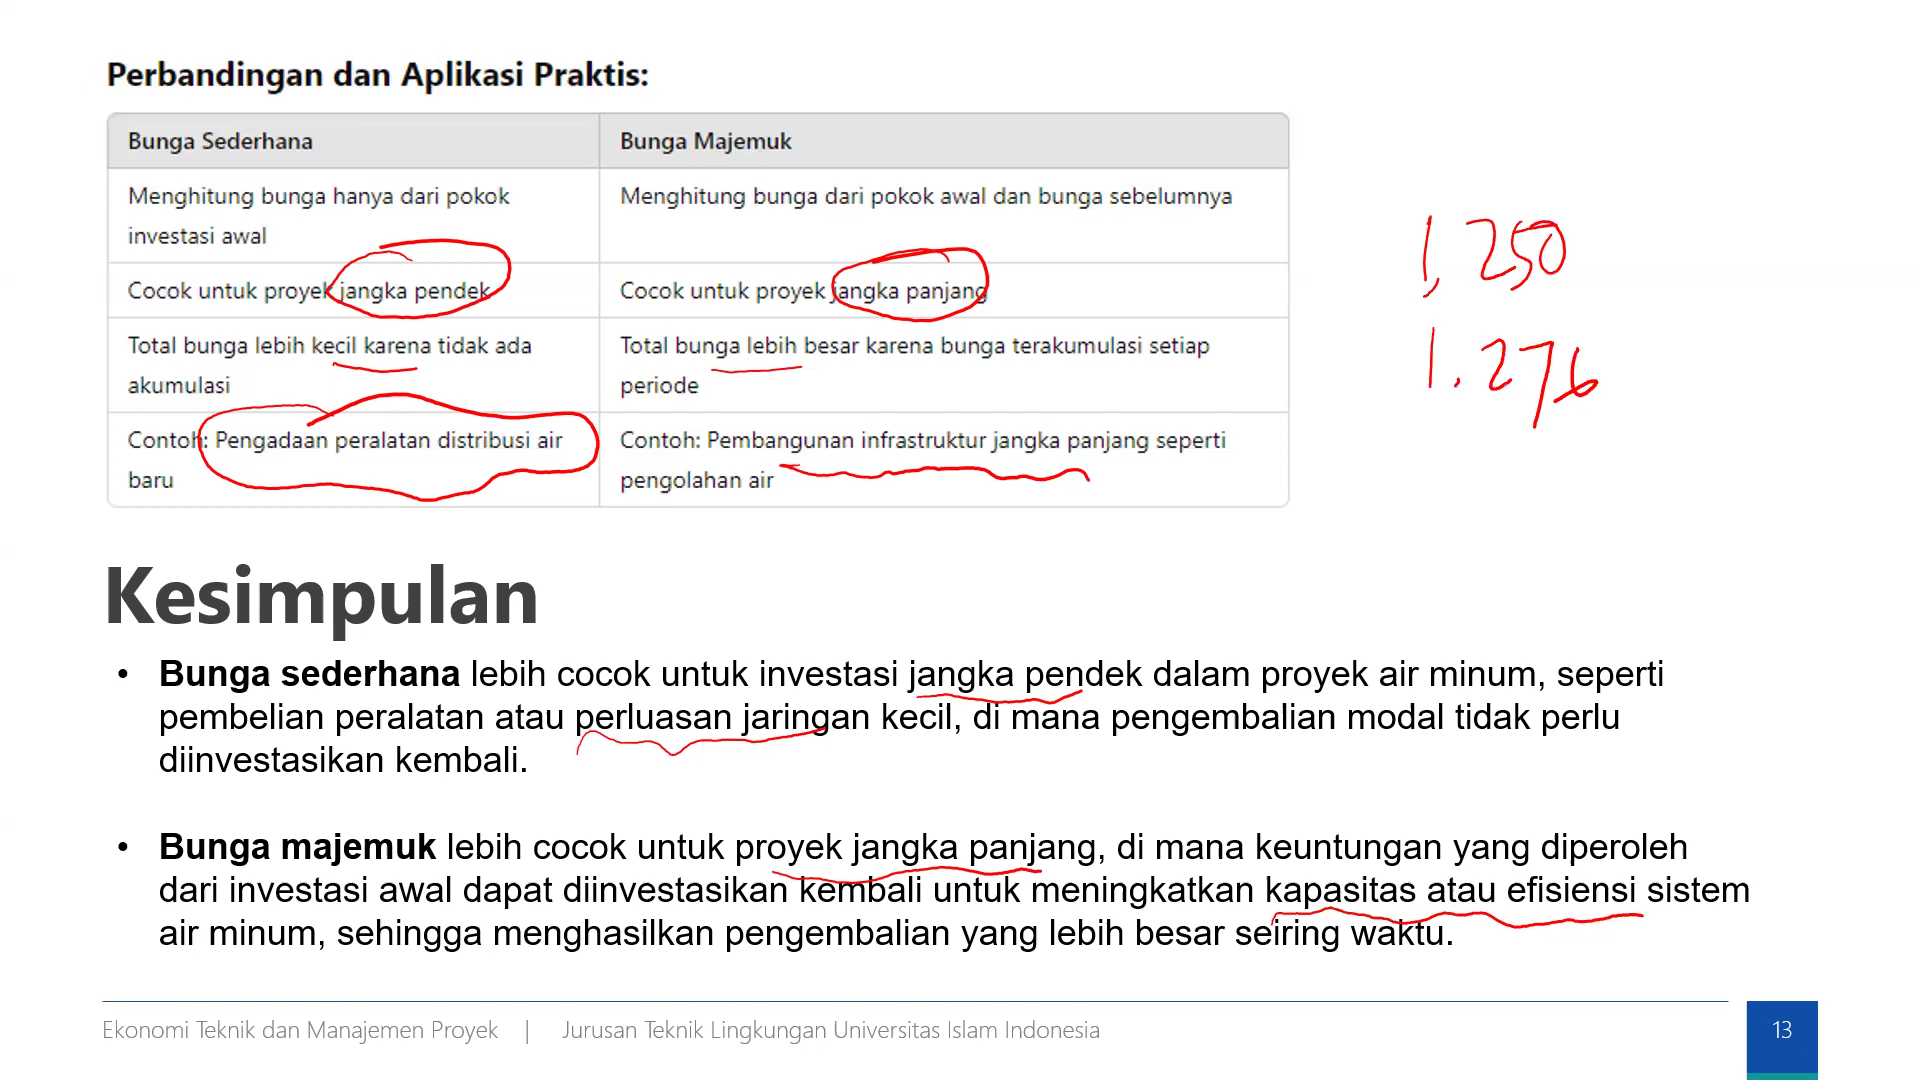 Perbandingan dan Aplikasi Praktis:
Bunga Sederhana
Bunga Majemuk
Menghitung bunga hanya dari pokok
investasi awal
Menghitung bunga dari pokok awal dan bunga sebelumnya
Cocok untuk proyek jangka pendek
Cocok untuk proyek jangka panjang
Total bunga lebih kecil karena tidak ada
akumulasi
Total bunga lebih besar karena bunga terakumulasi setiap
periode
Contoh: Pengadaan peralatan distribusi air
baru
Contoh: Pembangunan infrastruktur jangka panjang seperti
pengolahan air
1,250
1.276
Kesimpulan
• Bunga sederhana lebih cocok untuk investasi jangka pendek dalam proyek air minum, seperti
pembelian peralatan atau perluasan jaringan kecil, di mana pengembalian modal tidak perlu
diinvestasikan kembali.
• Bunga majemuk lebih cocok untuk proyek jangka panjang, di mana keuntungan yang diperoleh
dari investasi awal dapat diinvestasikan kembali untuk meningkatkan kapasitas atau efisiensi sistem
air minum, sehingga menghasilkan pengembalian yang lebih besar seiring waktu.
Ekonomi Teknik dan Manajemen Proyek | Jurusan Teknik Lingkungan Universitas Islam Indonesia
13